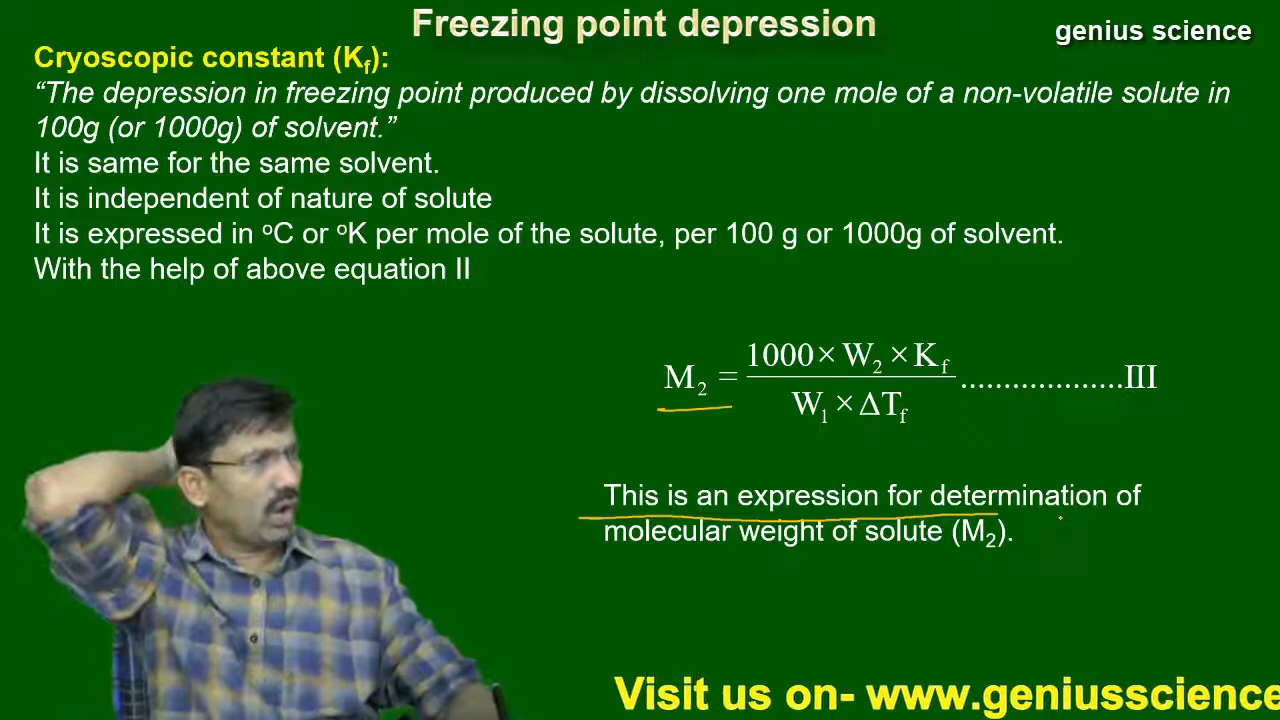 Freezing point depression
genius science
Cryoscopic constant (Kf):
“The depression in freezing point produced by dissolving one mole of a non-volatile solute in
100g (or 1000g) of solvent.”
It is same for the same solvent.
It is independent of nature of solute
It is expressed in ºC or ºK per mole of the solute, per 100 g or 1000g of solvent.
With the help of above equation II
M₂ = 1000 × W₂ × Kf / W₁ × ΔTf ...................III
This is an expression for determination of
molecular weight of solute (M₂).
Visit us on- www.geniusscience